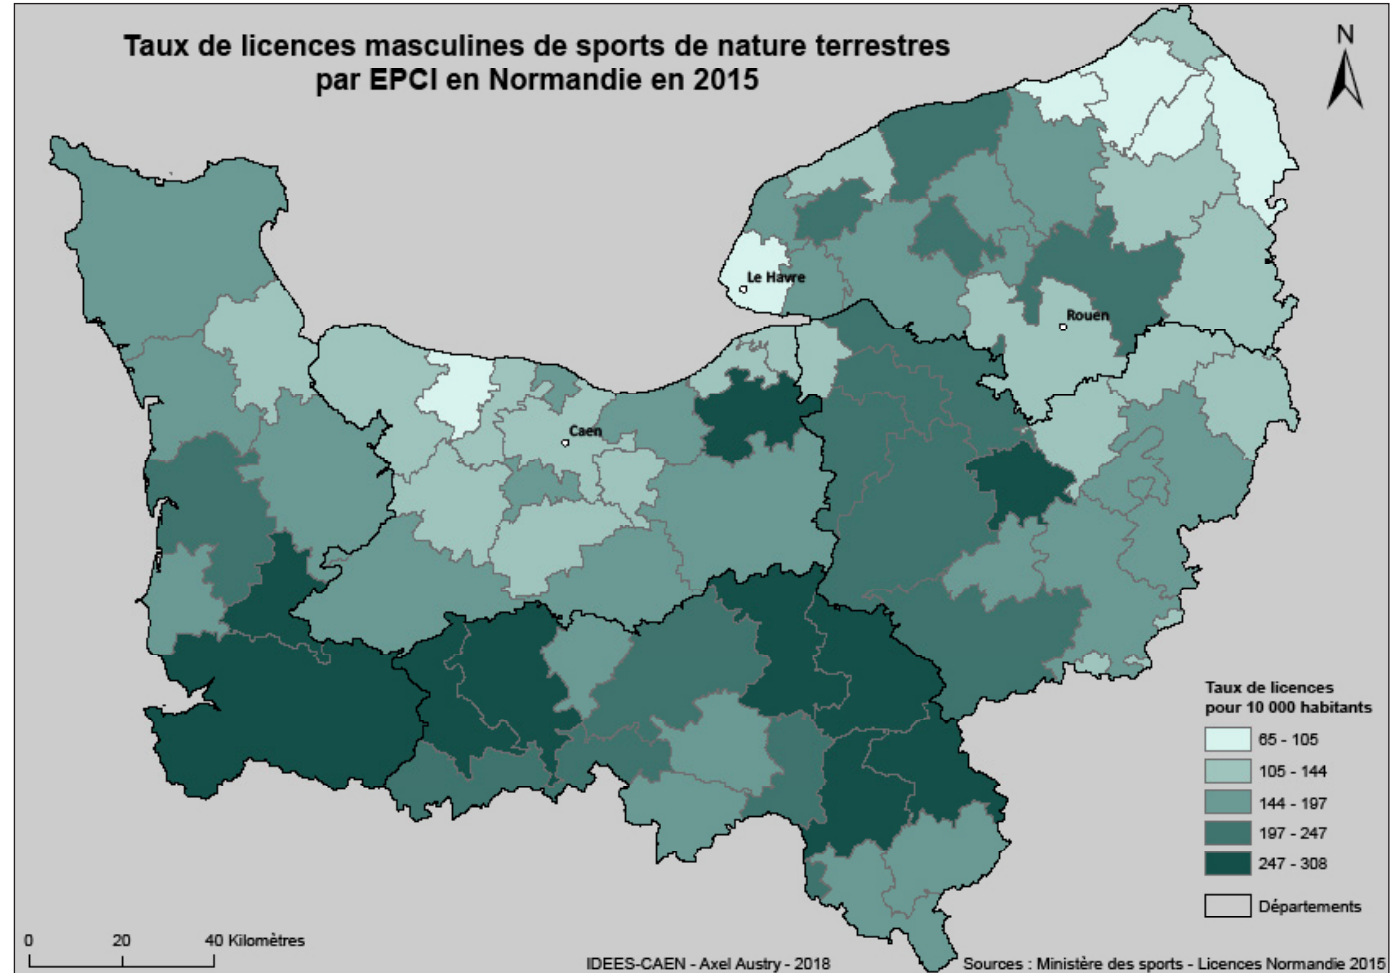 Taux de licences masculines de sports de nature terrestres
par EPCI en Normandie en 2015
N
Le Havre
Rouen
Caen
Taux de licences
pour 10 000 habitants
65 - 105
105 - 144
144 - 197
197 - 247
247 - 308
Départements
0 20 40 Kilomètres
IDEES-CAEN - Axel Austry - 2018
Sources : Ministère des sports - Licences Normandie 2015